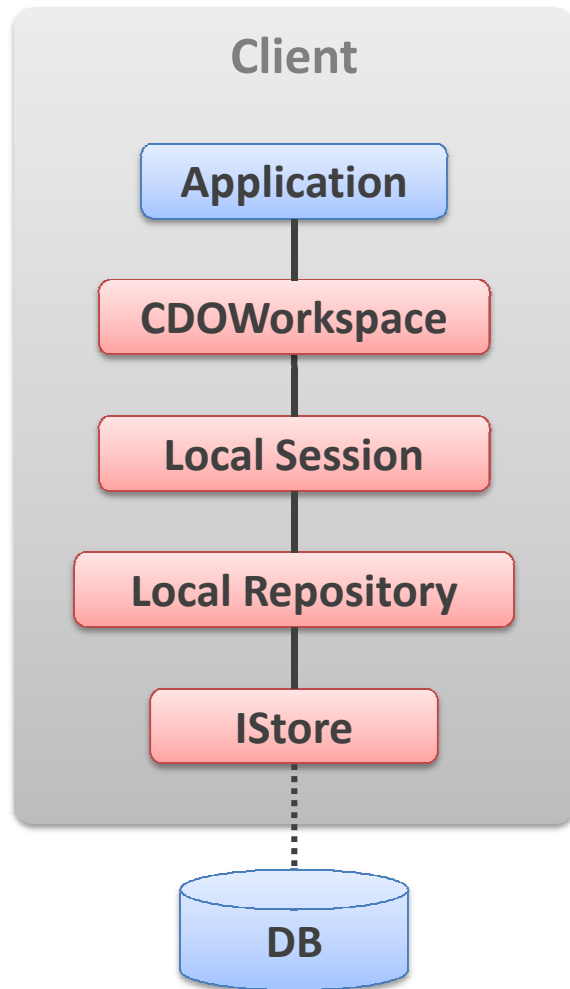 Client
Application
CDOWorkspace
Local Session
Local Repository
IStore
DB